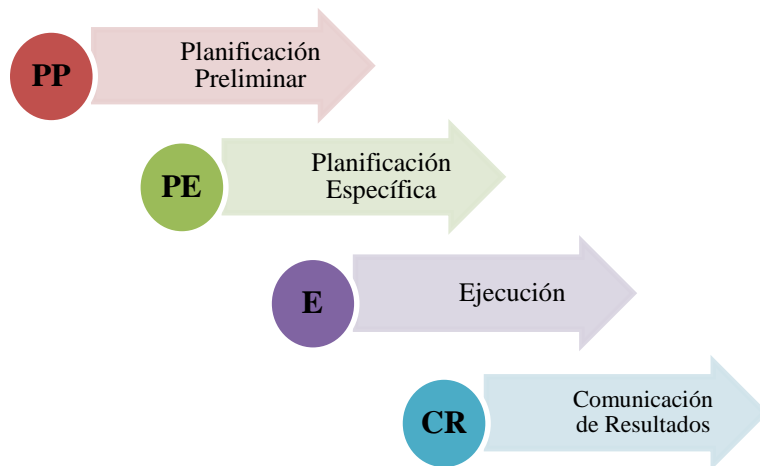 PP
Planificación
Preliminar
PE
Planificación
Específica
E
Ejecución
CR
Comunicación
de Resultados